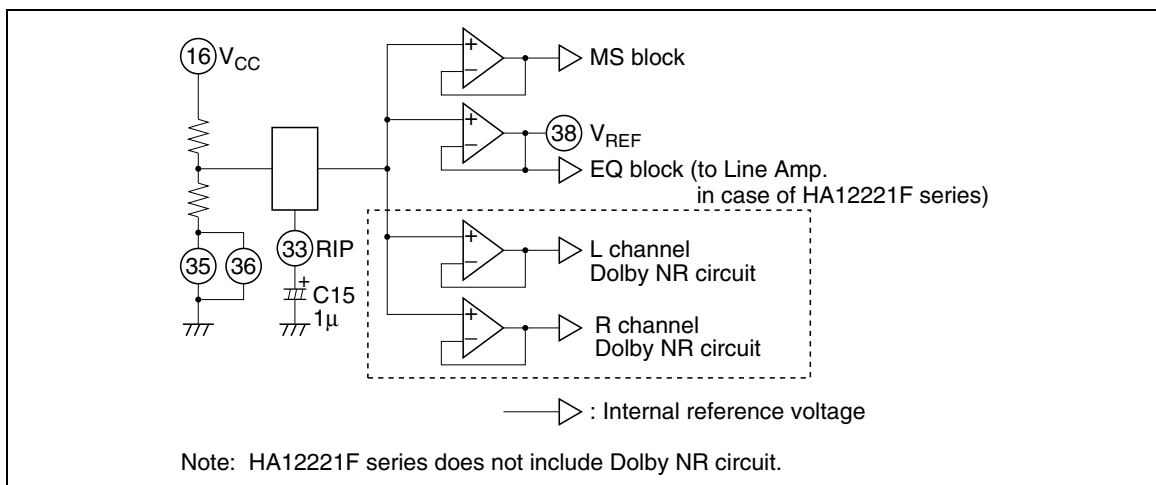 16 VCC
MS block
38 VREF
EQ block (to Line Amp.
in case of HA12221F series)
35 36
33 RIP
C15
1μ
L channel
Dolby NR circuit
R channel
Dolby NR circuit
: Internal reference voltage
Note: HA12221F series does not include Dolby NR circuit.